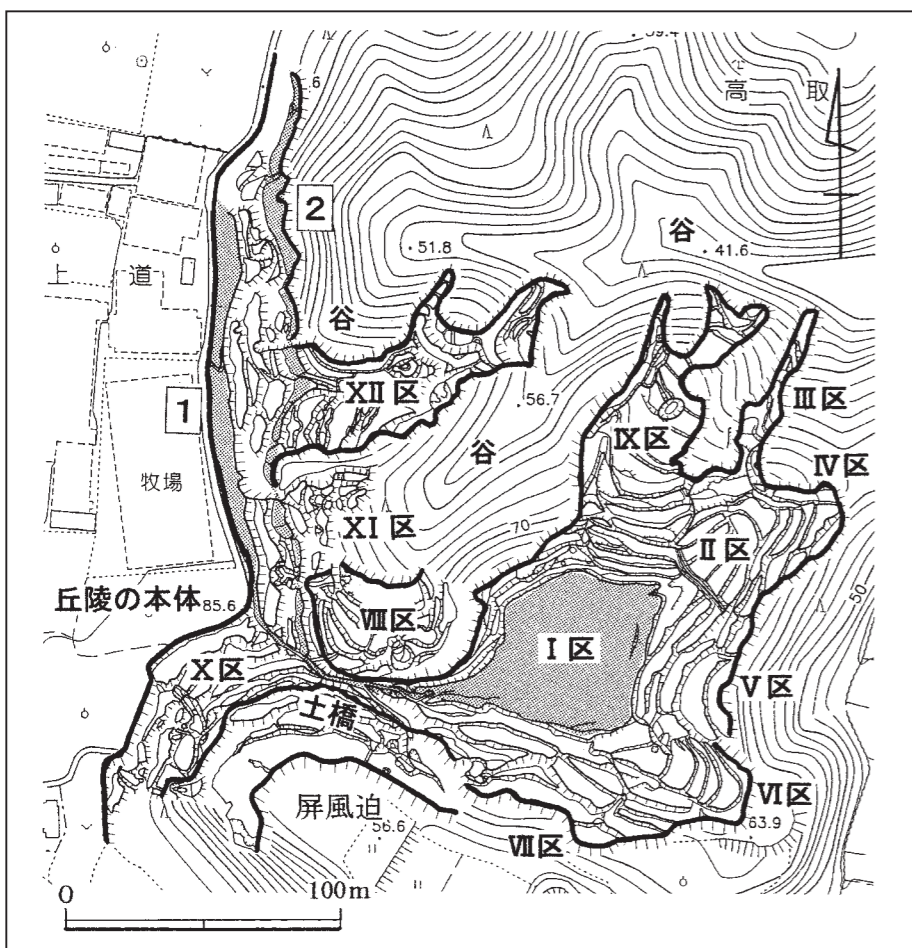 高取
2
谷
51.8
谷
41.6
上道
谷
XII区
56.7
III区
1
IX区
谷
IV区
牧場
XI区
70
II区
50
丘陵の本体
85.6
VIII区
I区
X区
V区
土橋
屏風迫
56.6
VI区
63.9
VII区
0
100m